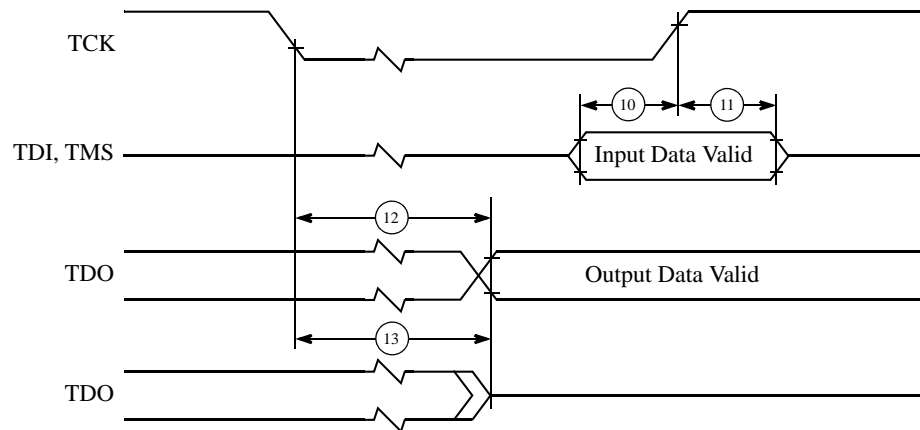 TCK
10
11
TDI, TMS
Input Data Valid
12
TDO
Output Data Valid
13
TDO